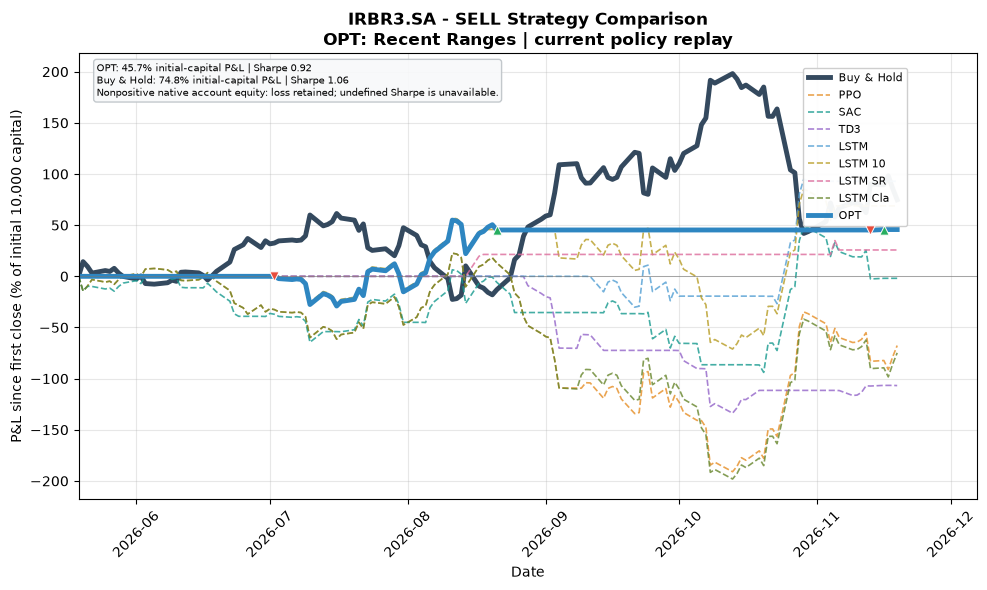 IRBR3.SA - SELL Strategy Comparison
OPT: Recent Ranges | current policy replay
OPT: 45.7% initial-capital P&L | Sharpe 0.92
Buy & Hold: 74.8% initial-capital P&L | Sharpe 1.06
Nonpositive native account equity: loss retained; undefined Sharpe is unavailable.
Buy & Hold
PPO
SAC
TD3
LSTM
LSTM 10
LSTM SR
LSTM Cla
OPT
P&L since first close (% of initial 10,000 capital)
200
150
100
50
0
−50
−100
−150
−200
2026-06
2026-07
2026-08
2026-09
2026-10
2026-11
2026-12
Date